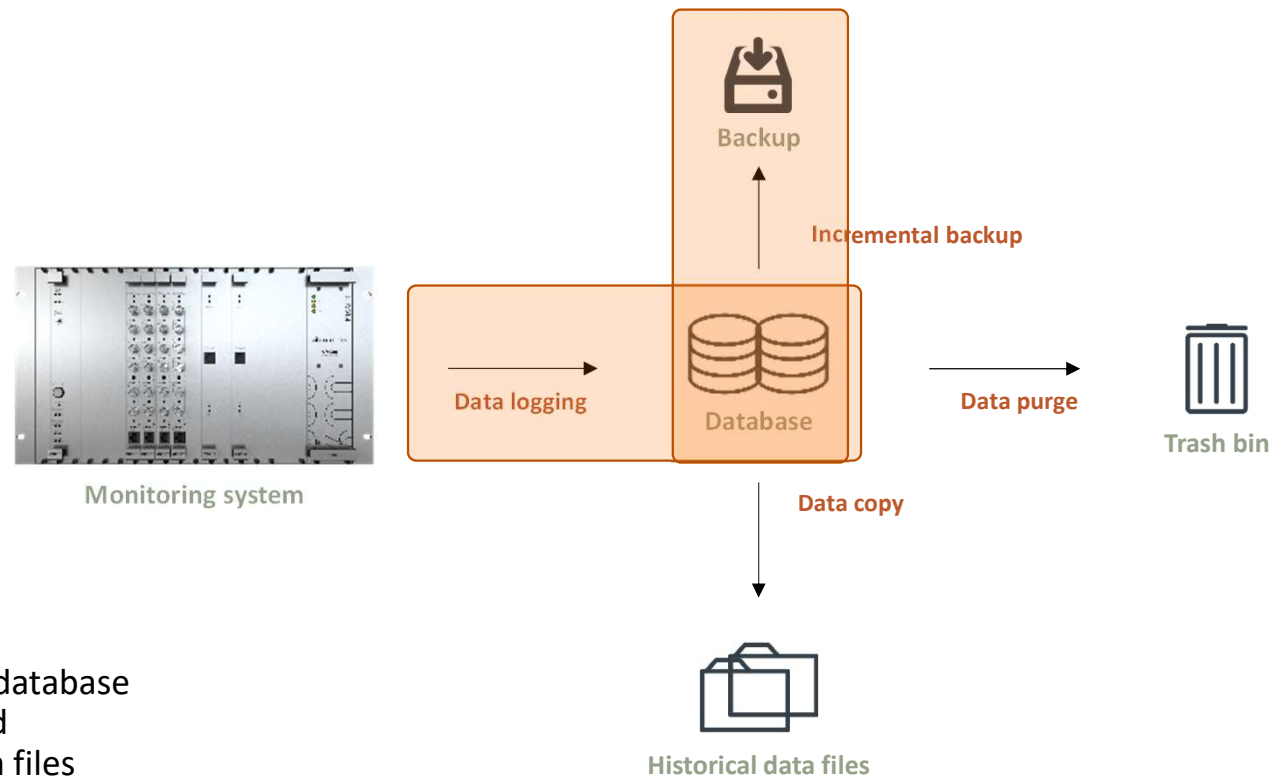 Backup
Incremental backup
Data logging
Database
Data purge
Trash bin
Monitoring system
Data copy
database
files
Historical data files